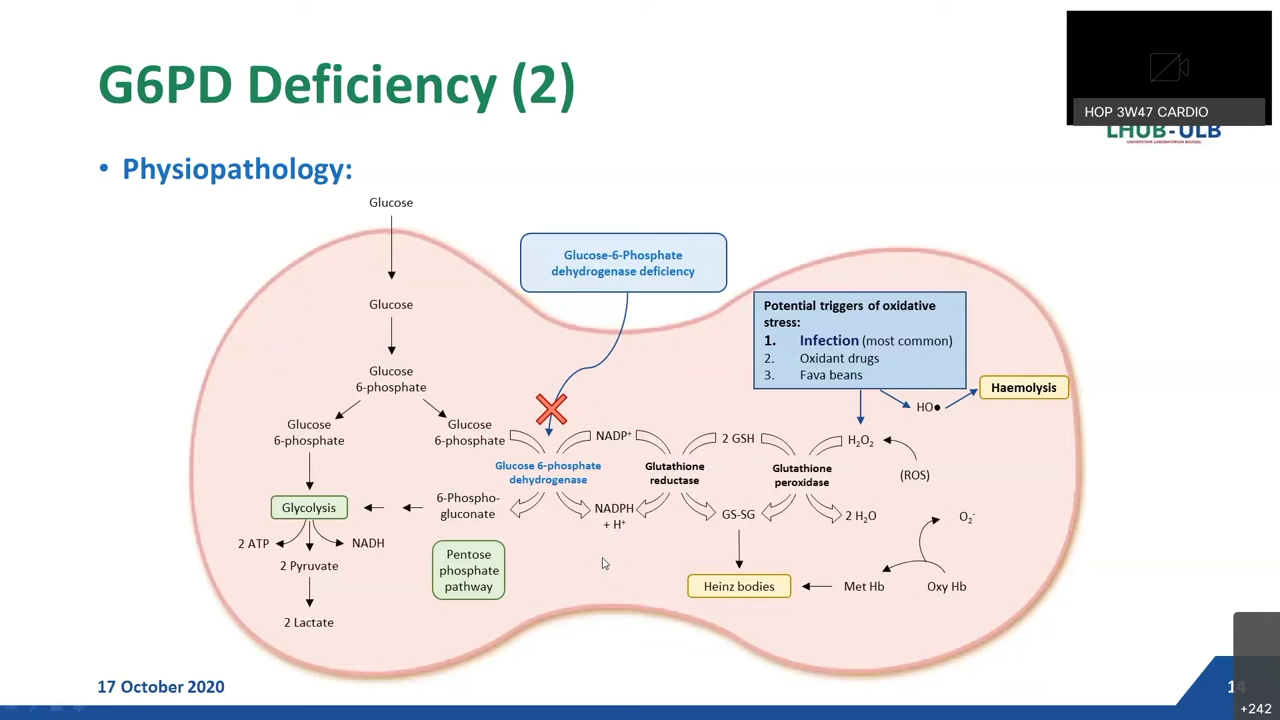 G6PD Deficiency (2)
HOP 3W47 CARDIO
LHUB-ULB
• Physiopathology:
Glucose
Glucose-6-Phosphate
dehydrogenase deficiency
Potential triggers of oxidative
stress:
1. Infection (most common)
2. Oxidant drugs
3. Fava beans
Glucose
Glucose
6-phosphate
Haemolysis
HO●
Glucose
6-phosphate
Glucose
6-phosphate
NADP⁺
2 GSH
H₂O₂
(ROS)
Glucose 6-phosphate
dehydrogenase
Glutathione
reductase
Glutathione
peroxidase
Glycolysis
6-Phospho-
gluconate
NADPH
+ H⁺
GS-SG
2 H₂O
O₂⁻
2 ATP
NADH
2 Pyruvate
Pentose
phosphate
pathway
Heinz bodies
Met Hb
Oxy Hb
2 Lactate
17 October 2020
14
+242